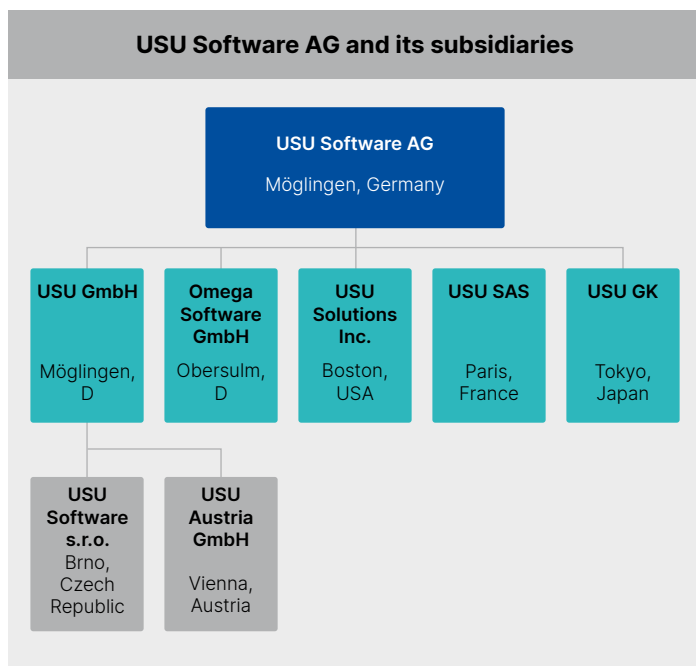 USU Software AG and its subsidiaries
USU Software AG
Möglingen, Germany
USU GmbH
Möglingen,
D
Omega
Software
GmbH
Obersulm,
D
USU
Solutions
Inc.
Boston,
USA
USU SAS
Paris,
France
USU GK
Tokyo,
Japan
USU
Software
s.r.o.
Brno,
Czech
Republic
USU
Austria
GmbH
Vienna,
Austria